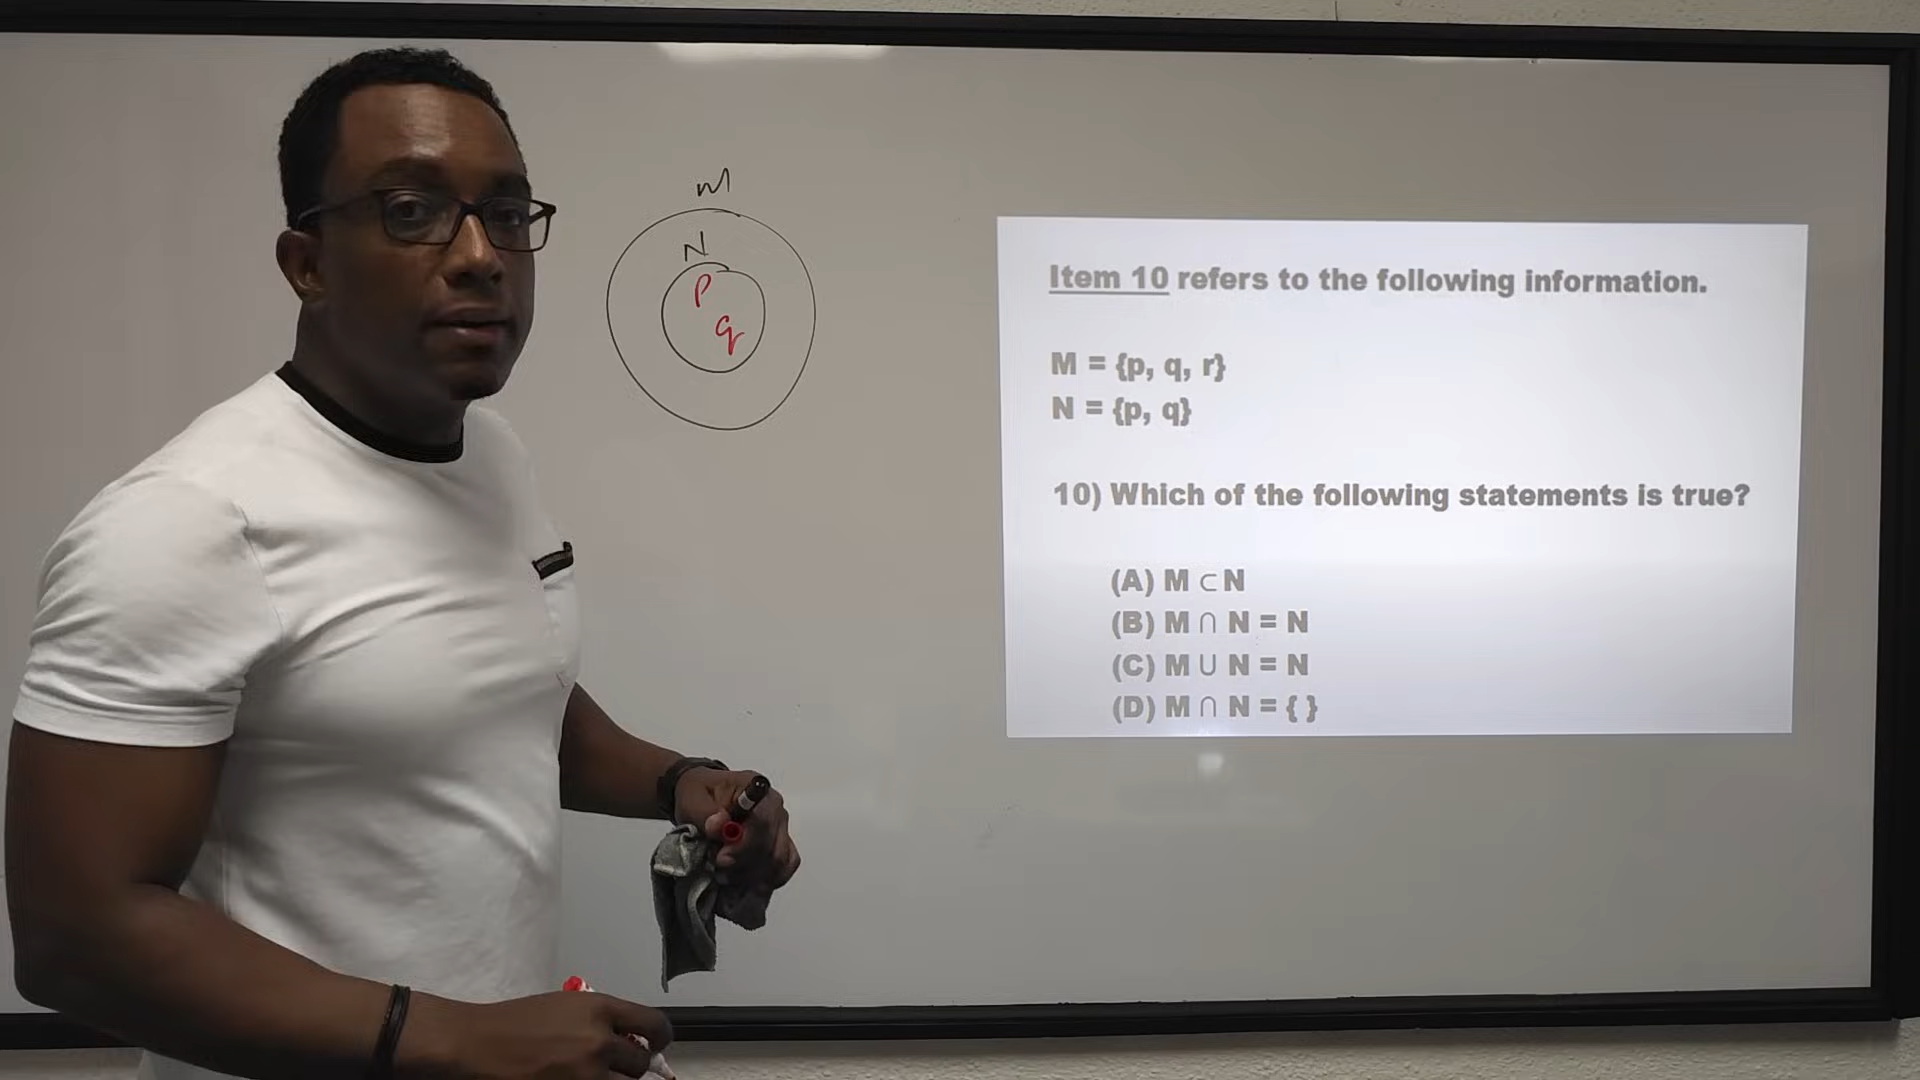 M
N
p
q
Item 10 refers to the following information.
M = {p, q, r}
N = {p, q}
10) Which of the following statements is true?
(A) M ⊂ N
(B) M ∩ N = N
(C) M ∪ N = N
(D) M ∩ N = { }